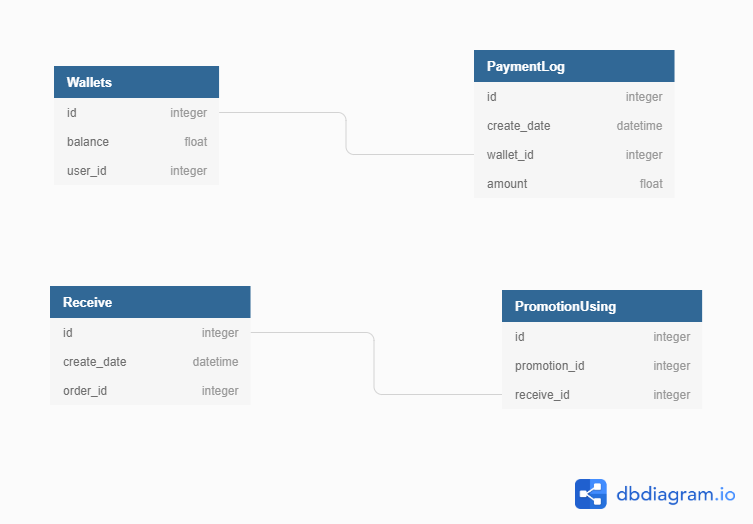 Wallets
id integer
balance float
user_id integer
PaymentLog
id integer
create_date datetime
wallet_id integer
amount float
Receive
id integer
create_date datetime
order_id integer
PromotionUsing
id integer
promotion_id integer
receive_id integer
dbdiagram.io